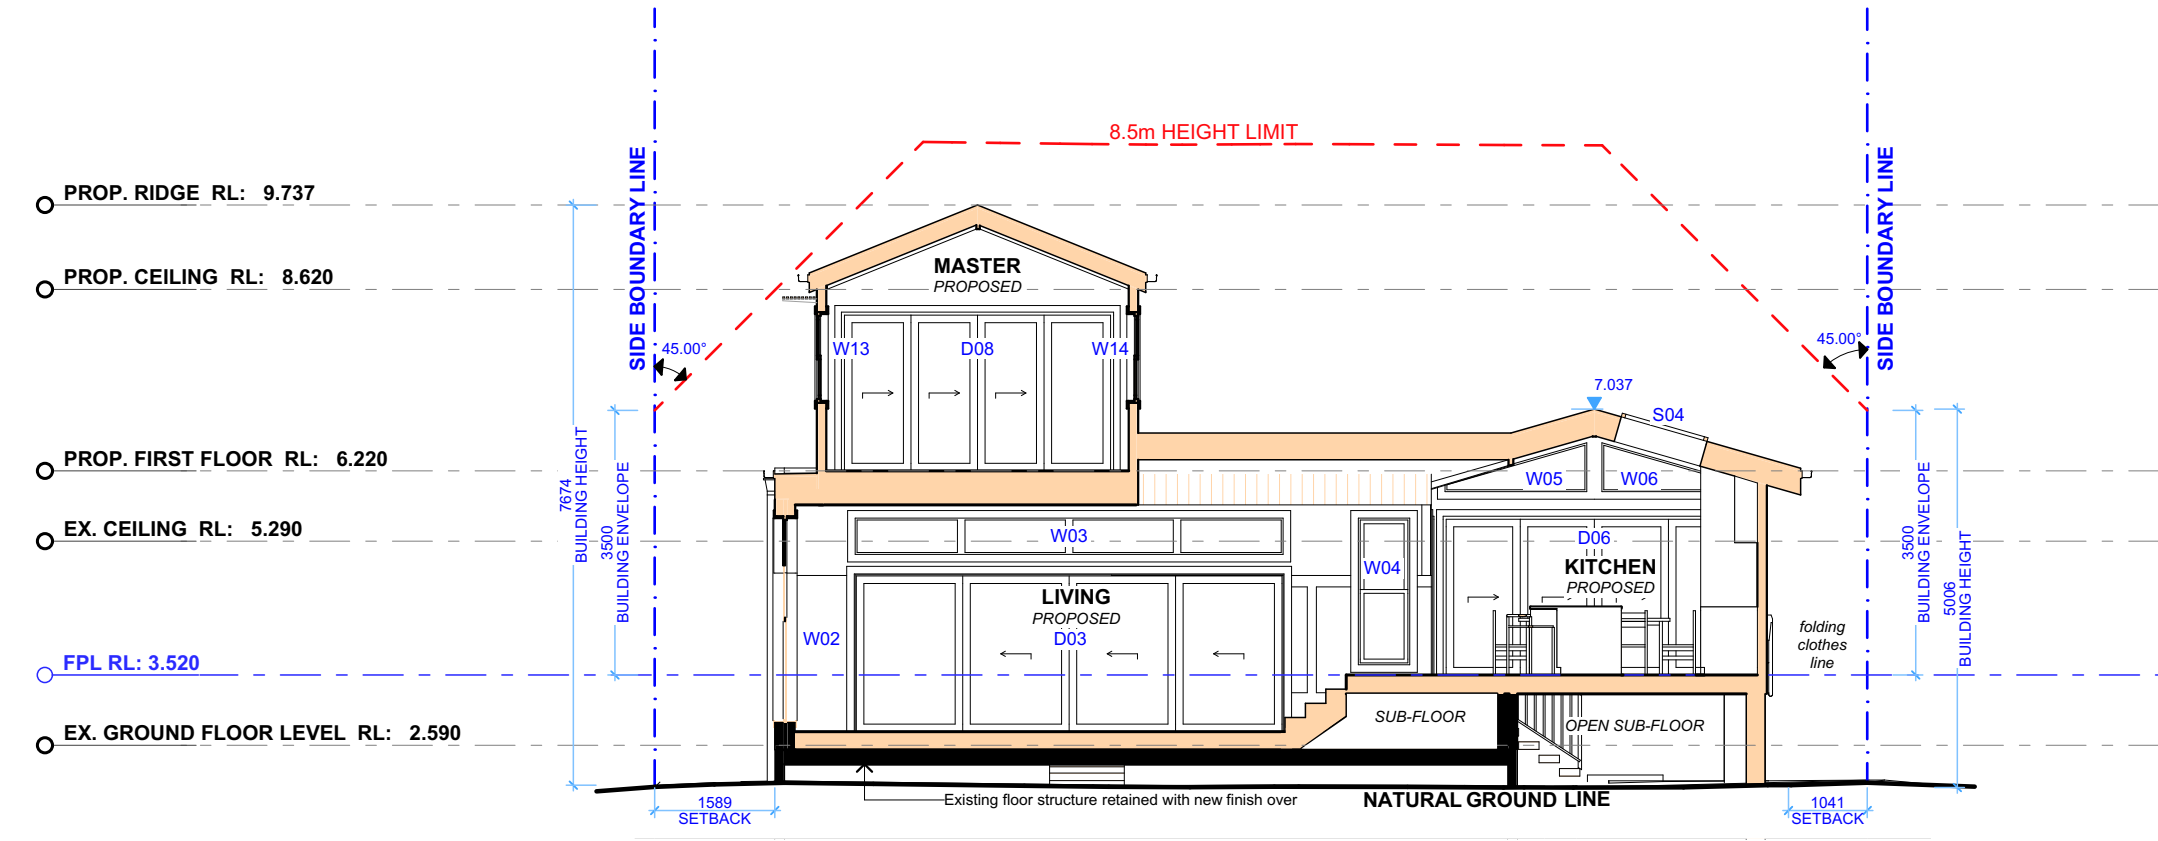 8.5m HEIGHT LIMIT
SIDE BOUNDARY LINE
SIDE BOUNDARY LINE
PROP. RIDGE RL: 9.737
PROP. CEILING RL: 8.620
MASTER
PROPOSED
45.00°
W13
D08
W14
45.00°
7.037
S04
PROP. FIRST FLOOR RL: 6.220
7674
BUILDING HEIGHT
3500
BUILDING ENVELOPE
W05
W06
3500
BUILDING ENVELOPE
5006
BUILDING HEIGHT
EX. CEILING RL: 5.290
W03
W04
D06
KITCHEN
PROPOSED
LIVING
PROPOSED
W02
D03
folding
clothes
line
FPL RL: 3.520
SUB-FLOOR
OPEN SUB-FLOOR
EX. GROUND FLOOR LEVEL RL: 2.590
1589
SETBACK
Existing floor structure retained with new finish over
NATURAL GROUND LINE
1041
SETBACK